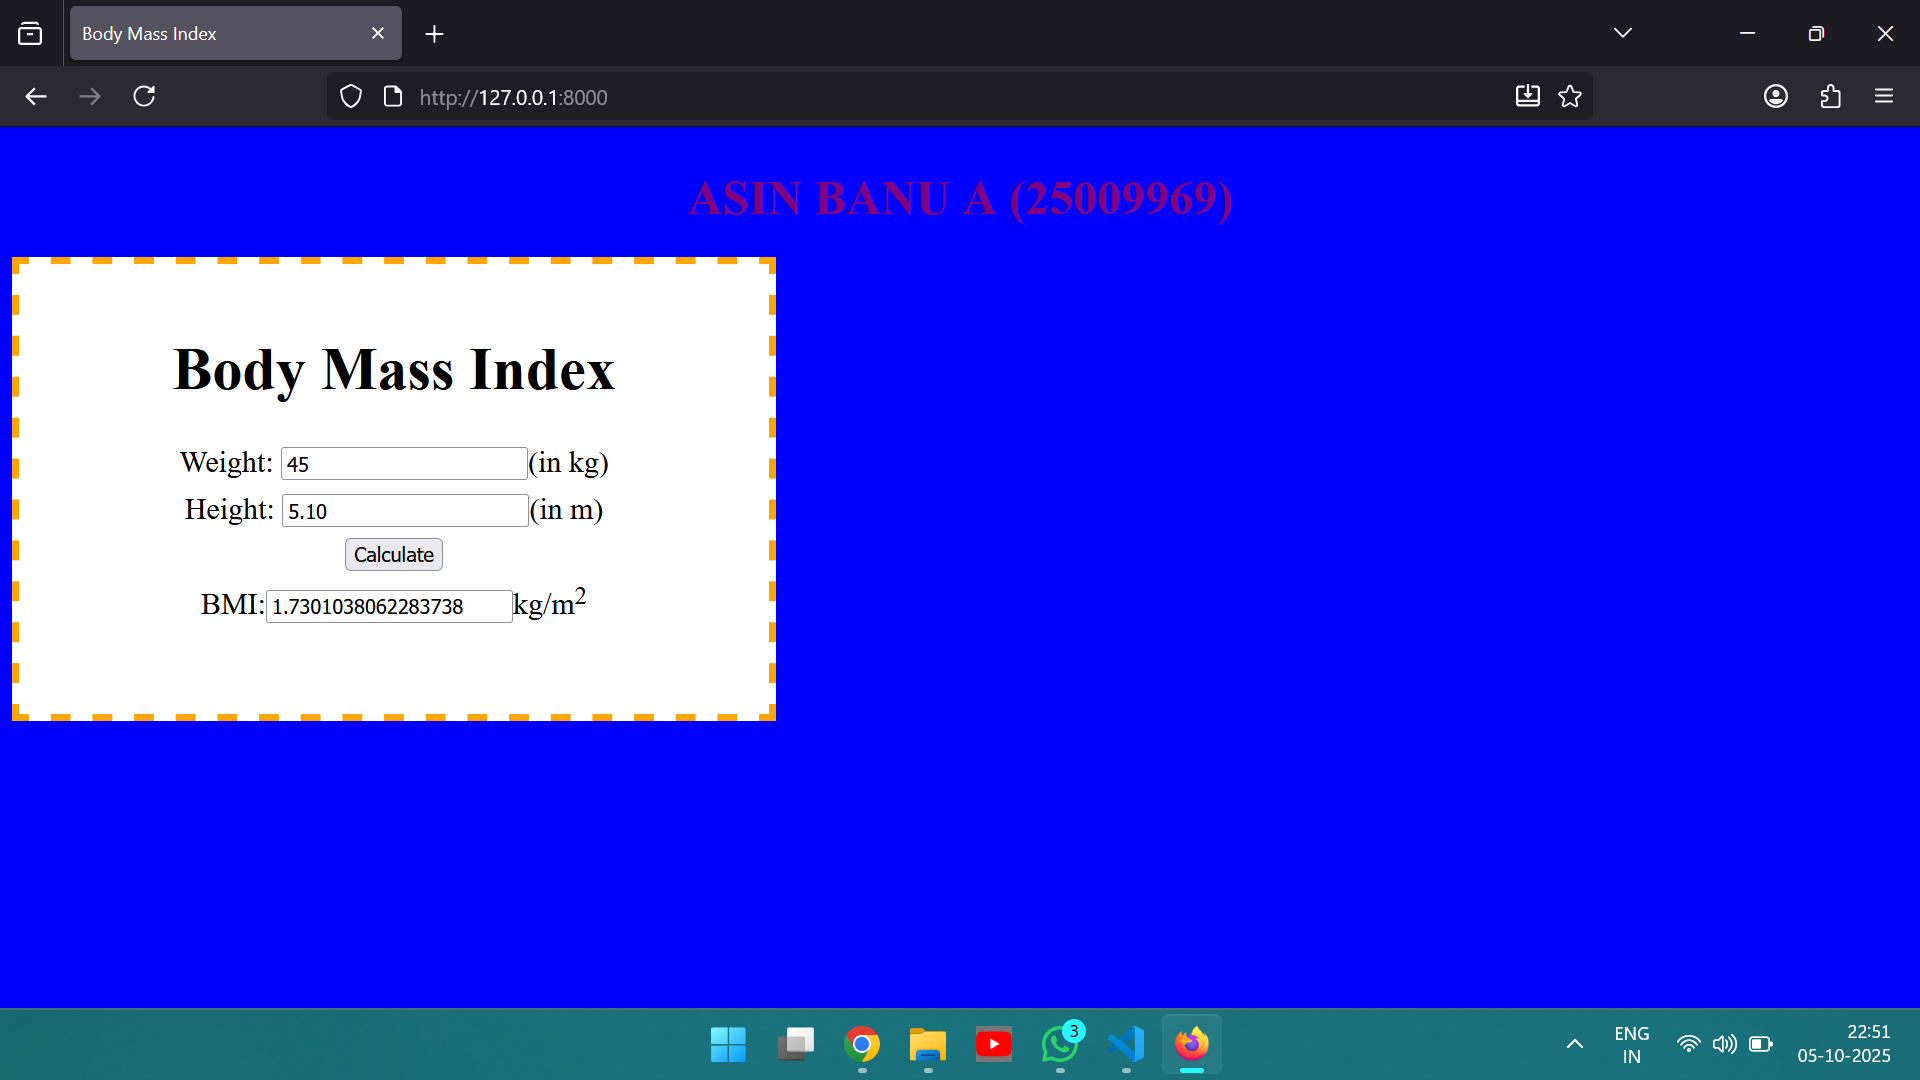 Body Mass Index
http://127.0.0.1:8000
ASIN BANU A (25009969)
Body Mass Index
Weight: 45 (in kg)
Height: 5.10 (in m)
Calculate
BMI: 1.7301038062283738 kg/m²
3
ENG
IN
22:51
05-10-2025